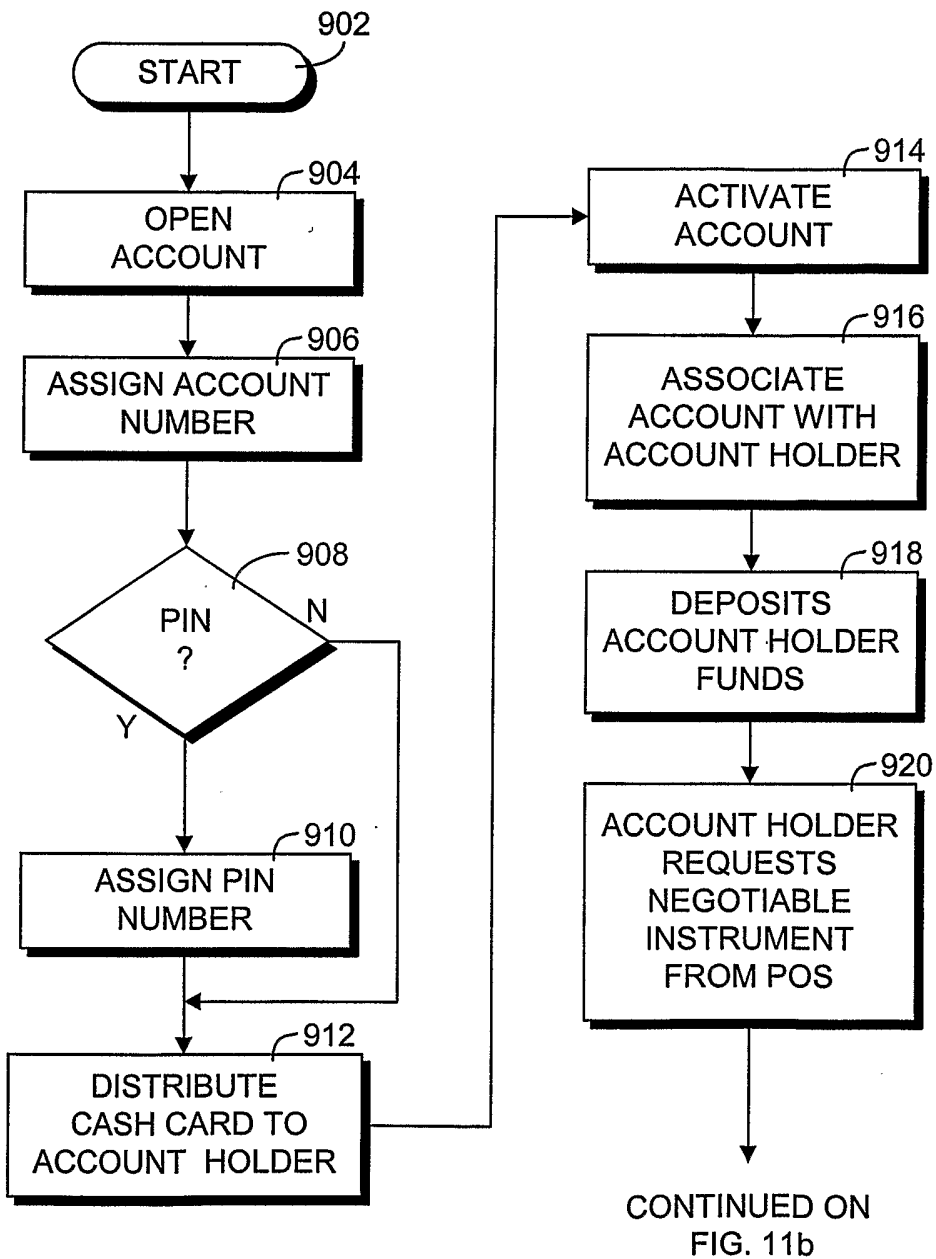 902
START
904
OPEN
ACCOUNT
906
ASSIGN ACCOUNT
NUMBER
908
PIN
?
N
Y
910
ASSIGN PIN
NUMBER
912
DISTRIBUTE
CASH CARD TO
ACCOUNT HOLDER
914
ACTIVATE
ACCOUNT
916
ASSOCIATE
ACCOUNT WITH
ACCOUNT HOLDER
918
DEPOSITS
ACCOUNT HOLDER
FUNDS
920
ACCOUNT HOLDER
REQUESTS
NEGOTIABLE
INSTRUMENT
FROM POS
CONTINUED ON
FIG. 11b